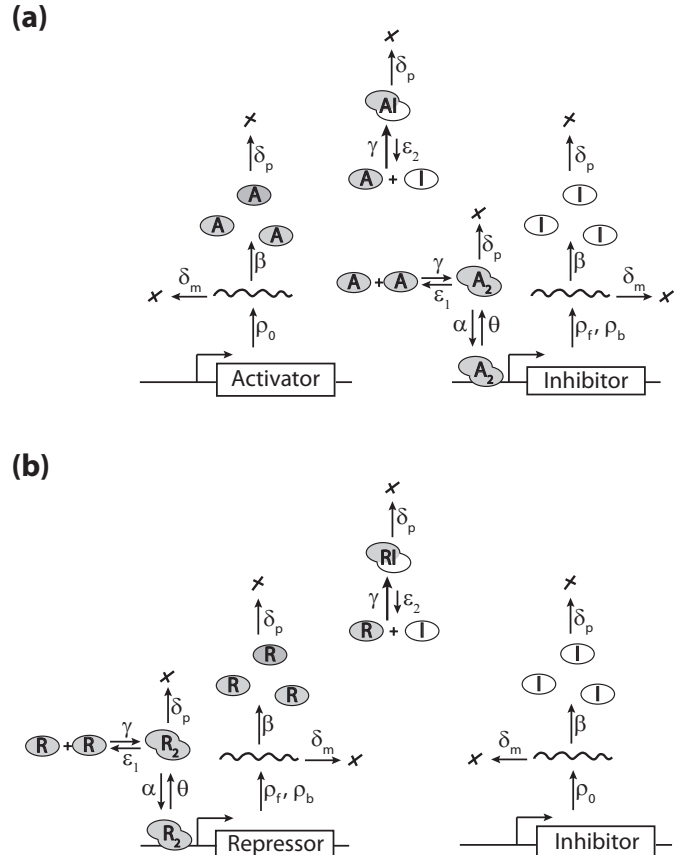 (a)
× δp
AI
γ ε2
A + I
× δp
A
A A
β
× δm
ρ0
Activator
× δp
A + A γ ε1 A2
α θ
A2
× δp
I
I I
β
δm ×
ρf, ρb
Inhibitor
(b)
× δp
RI
γ ε2
R + I
× δp
R
R R
β
δm ×
ρf, ρb
× δp
R + R γ ε1 R2
α θ
R2
Repressor
× δp
I
I I
β
× δm
ρ0
Inhibitor